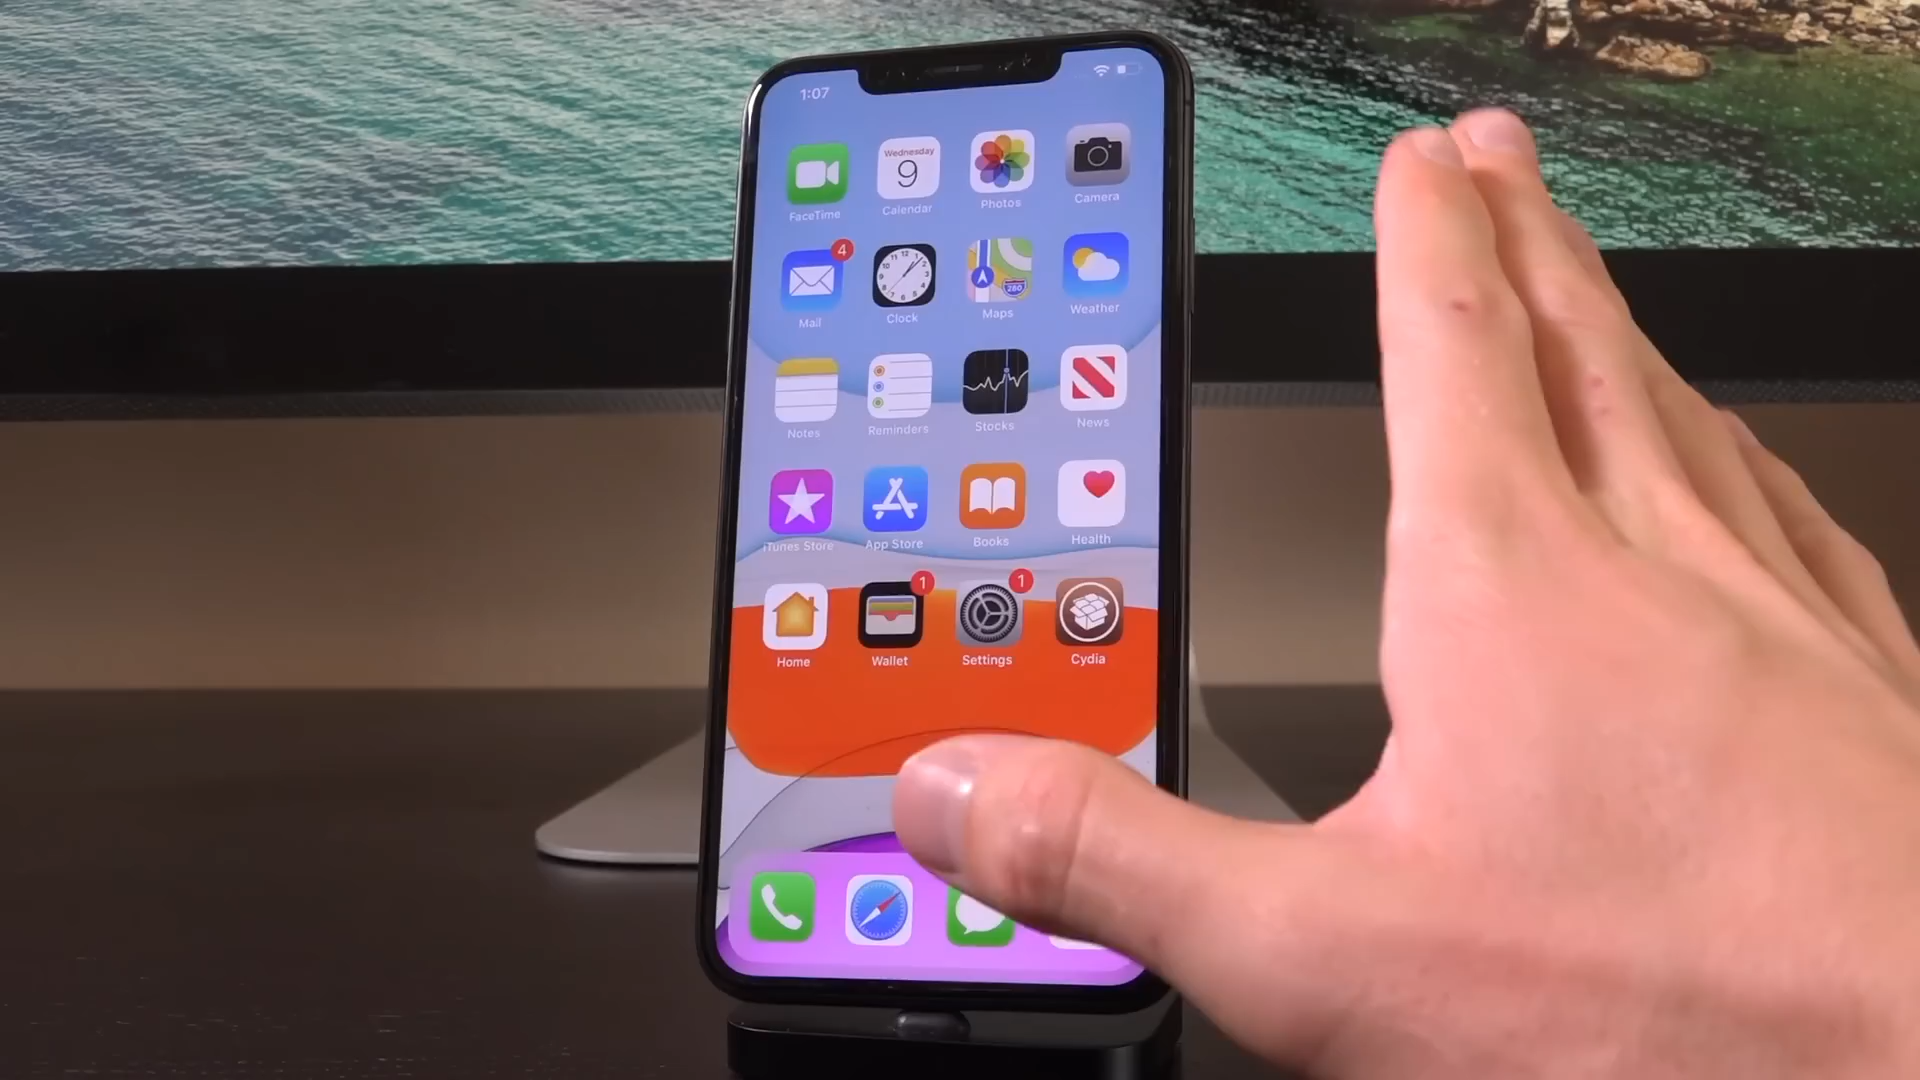 1:07
FaceTime
Wednesday
9
Calendar
Photos
Camera
4
Mail
Clock
280
Maps
Weather
Notes
Reminders
Stocks
News
iTunes Store
App Store
Books
Health
1
1
Home
Wallet
Settings
Cydia